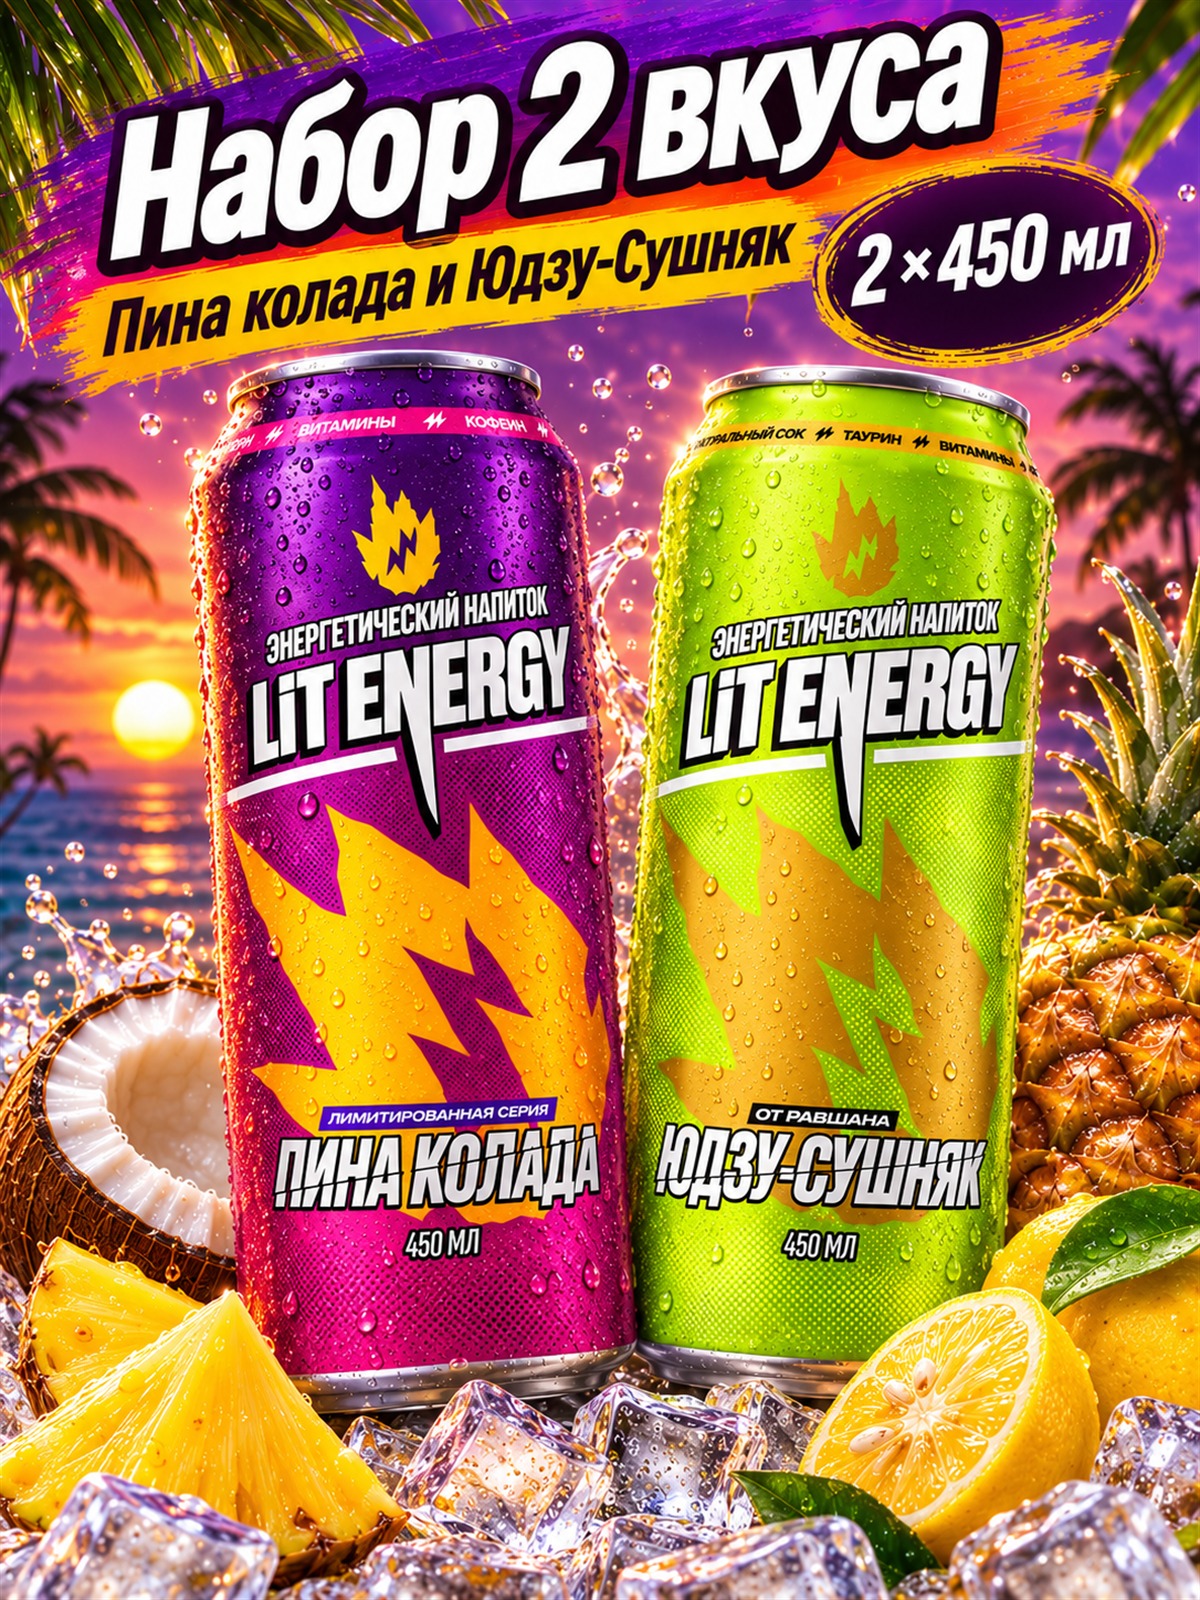 Набор 2 вкуса
Пина колада и Юдзу-Сушняк
2×450 мл
ВИТАМИНЫ КОФЕИН
ЭНЕРГЕТИЧЕСКИЙ НАПИТОК
LiT ENERGY
ЛИМИТИРОВАННАЯ СЕРИЯ
ПИНА КОЛАДА
450 МЛ
СОК ТАУРИН ВИТАМИНЫ
ЭНЕРГЕТИЧЕСКИЙ НАПИТОК
LiT ENERGY
ОТ РАВШАНА
ЮДЗУ-СУШНЯК
450 МЛ